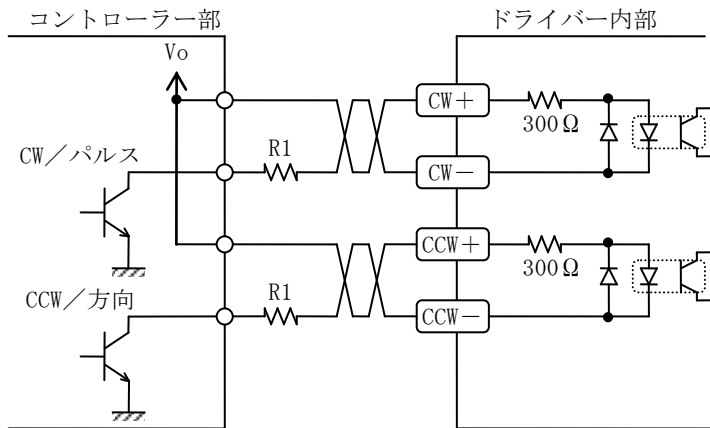 コントローラー部
ドライバー内部
Vo
CW+
300Ω
CW／パルス
R1
CW−
CCW+
300Ω
CCW／方向
R1
CCW−